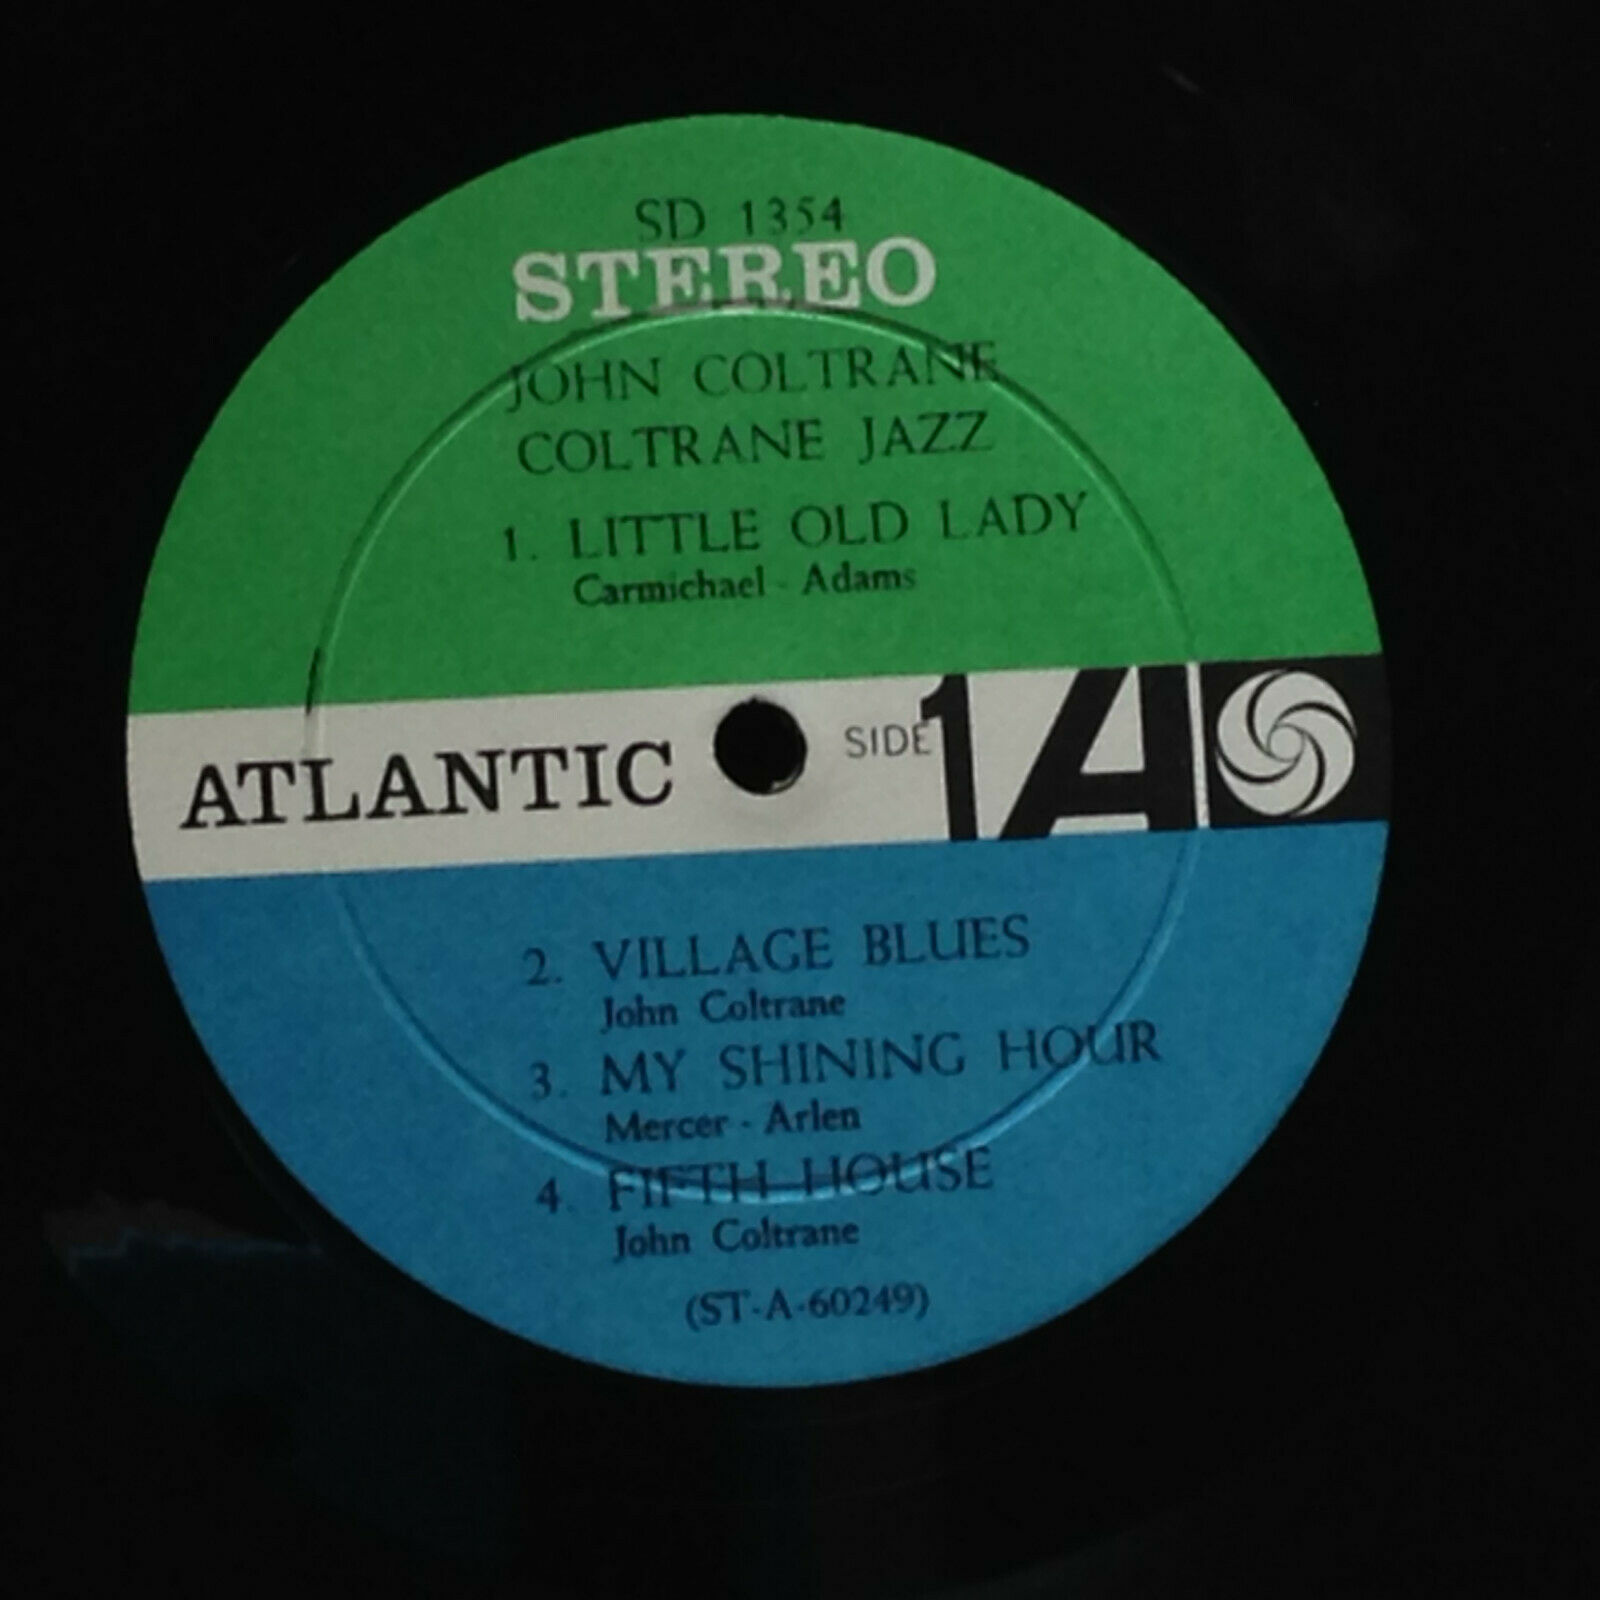 SD 1354
STEREO
JOHN COLTRANE
COLTRANE JAZZ
1. LITTLE OLD LADY
Carmichael - Adams
ATLANTIC SIDE 1 A
2. VILLAGE BLUES
John Coltrane
3. MY SHINING HOUR
Mercer - Arlen
4. FIFTH HOUSE
John Coltrane
(ST-A-60249)